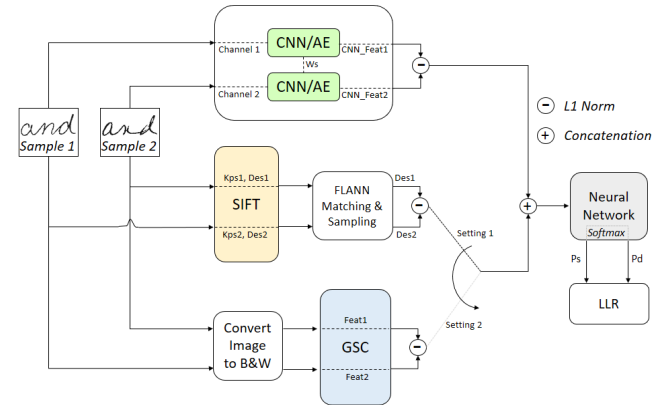 Channel 1
CNN/AE
CNN_Feat1
Ws
Channel 2
CNN/AE
CNN_Feat2
L1 Norm
Concatenation
and
Sample 1
and
Sample 2
Kps1, Des1
SIFT
Kps2, Des2
FLANN
Matching &
Sampling
Des1
Des2
Setting 1
Setting 2
Neural
Network
Softmax
Ps
Pd
LLR
Convert
Image
to B&W
Feat1
GSC
Feat2